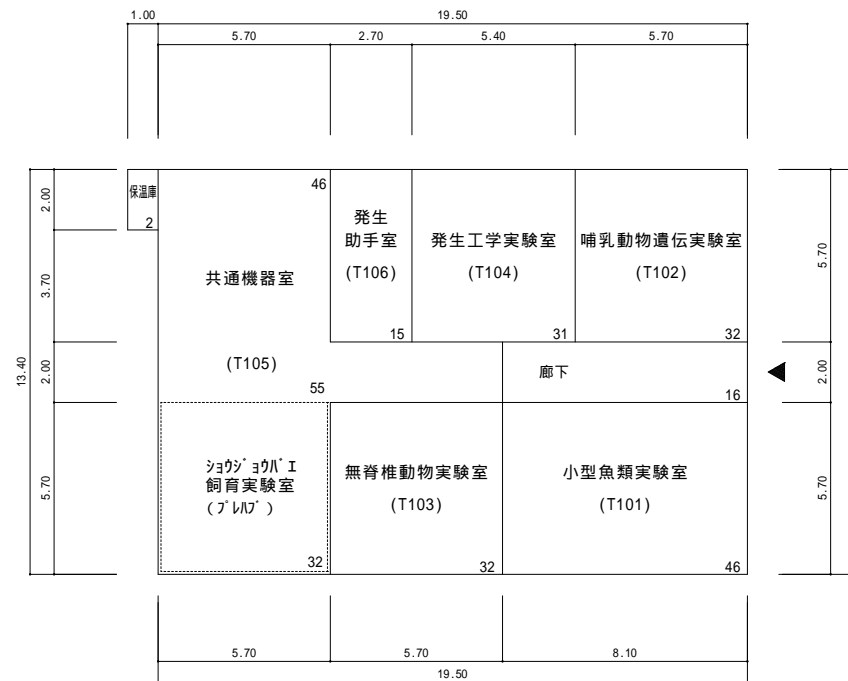 1.00
19.50
5.70
2.70
5.40
5.70
保温庫
2
46
発生
助手室
(T106)
15
発生工学実験室
(T104)
31
哺乳動物遺伝実験室
(T102)
32
共通機器室
(T105)
55
廊下
16
ショウジョウバエ
飼育実験室
(プレハブ)
32
無脊椎動物実験室
(T103)
32
小型魚類実験室
(T101)
46
13.40
2.00
3.70
2.00
5.70
5.70
2.00
5.70
5.70
5.70
8.10
19.50